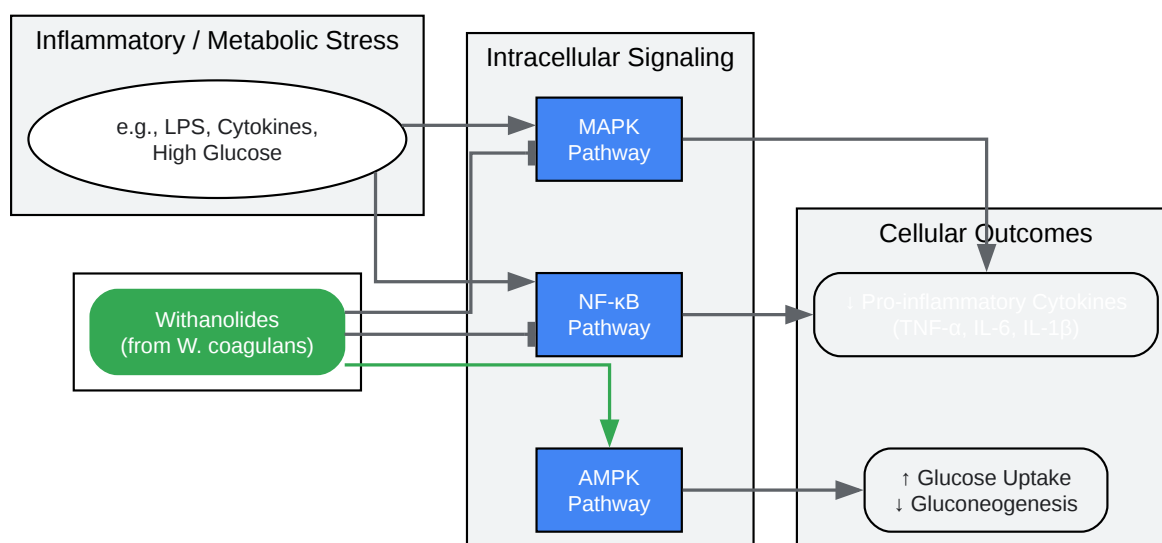 Inflammatory / Metabolic Stress
e.g., LPS, Cytokines,
High Glucose
Withanolides
(from W. coagulans)
Intracellular Signaling
MAPK
Pathway
NF-κB
Pathway
AMPK
Pathway
Cellular Outcomes
↓ Pro-inflammatory Cytokines
(TNF-α, IL-6, IL-1β)
↑ Glucose Uptake
↓ Gluconeogenesis